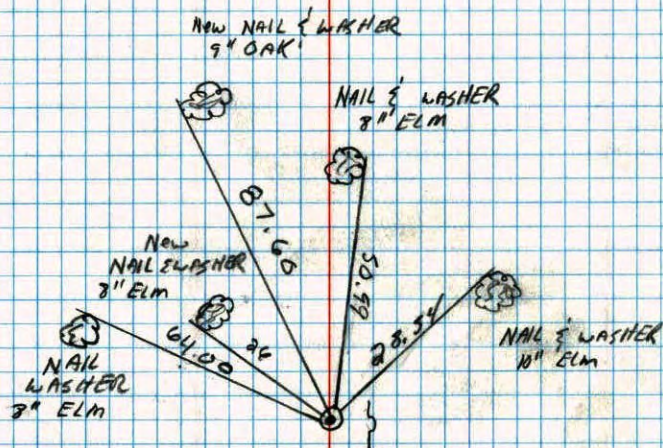 New NAIL & WASHER
9" OAK
NAIL & WASHER
8" ELM
87.60
New
NAIL & WASHER
8" ELM
50.99
28.54
NAIL & WASHER
10" ELM
64.00
26
NAIL
WASHER
8" ELM